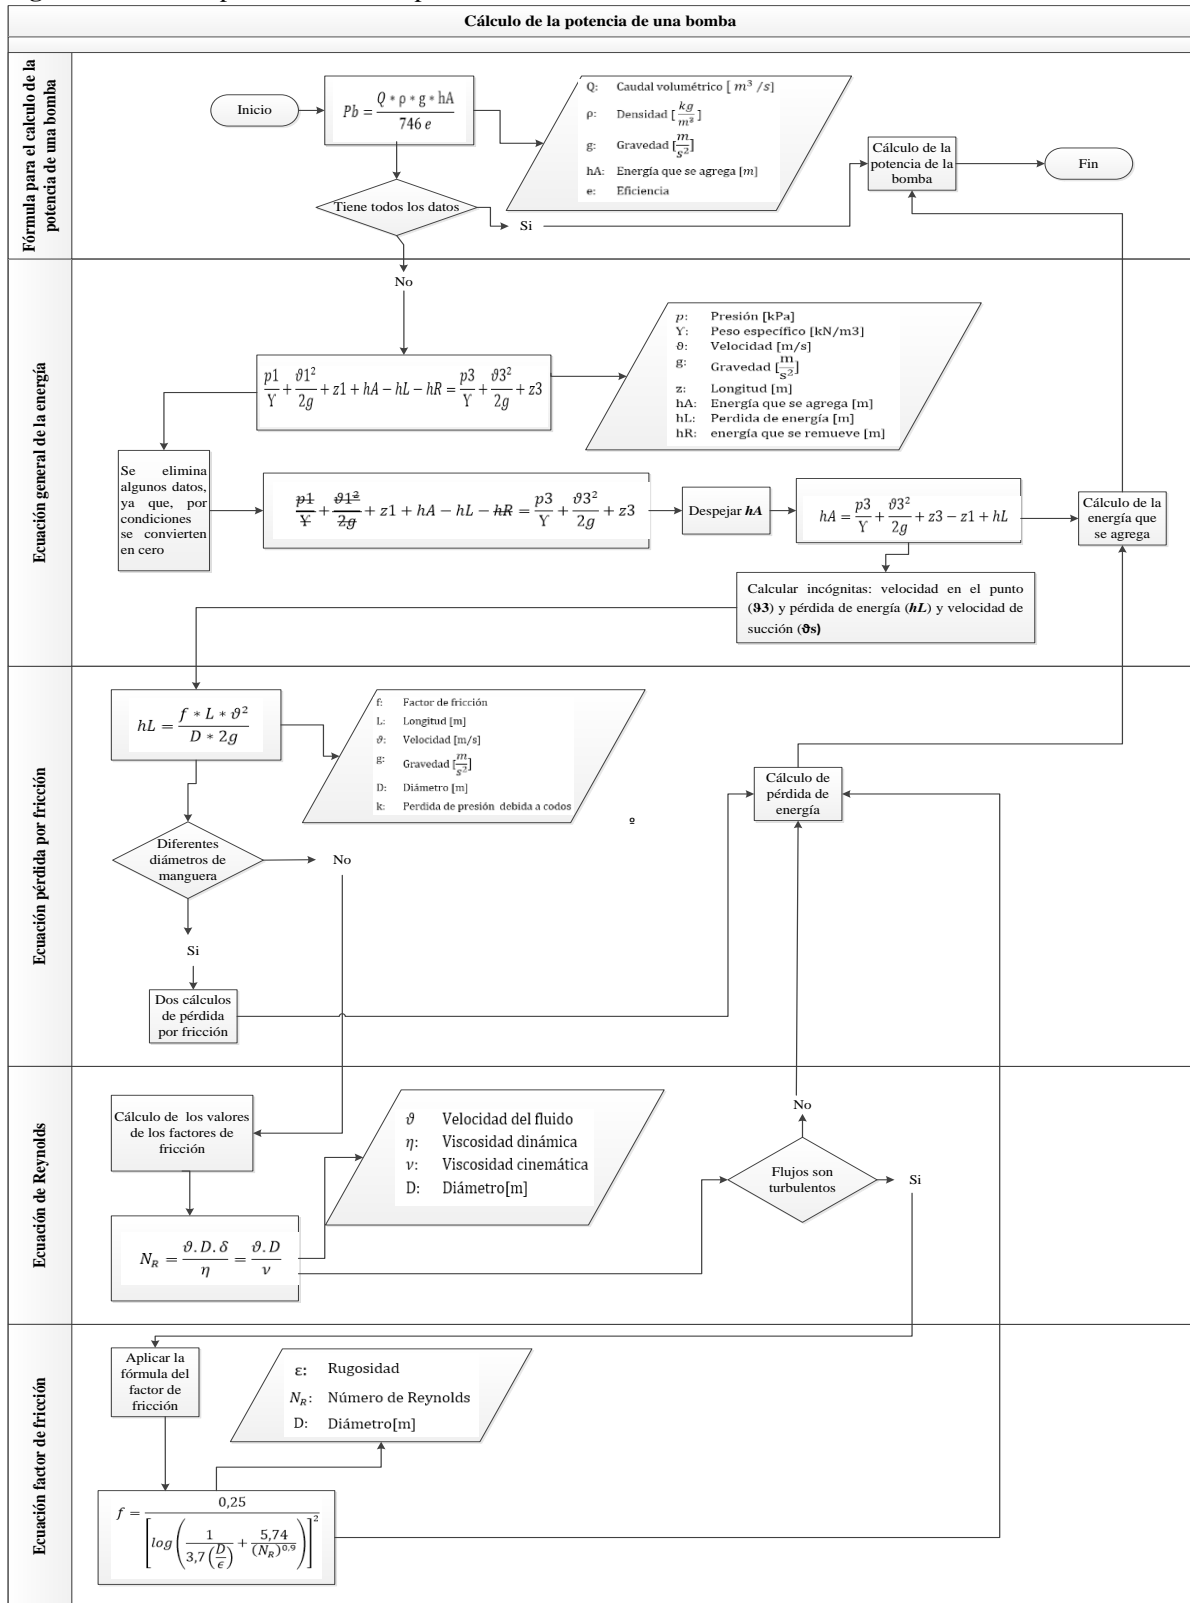 Cálculo de la potencia de una bomba
Fórmula para el calculo de la
potencia de una bomba
Inicio
Pb = Q * ρ * g * hA / 746 e
Q: Caudal volumétrico [ m³ /s]
ρ: Densidad [kg/m³]
g: Gravedad [m/s²]
hA: Energía que se agrega [m]
e: Eficiencia
Cálculo de la
potencia de la
bomba
Fin
Tiene todos los datos
Si
No
Ecuación general de la energía
p1/Υ + ϑ1²/2g + z1 + hA − hL − hR = p3/Υ + ϑ3²/2g + z3
p: Presión [kPa]
Υ: Peso específico [kN/m3]
ϑ: Velocidad [m/s]
g: Gravedad [m/s²]
z: Longitud [m]
hA: Energía que se agrega [m]
hL: Perdida de energía [m]
hR: energía que se remueve [m]
Se elimina
algunos datos,
ya que, por
condiciones
se convierten
en cero
p1/Υ + ϑ1²/2g + z1 + hA − hL − hR = p3/Υ + ϑ3²/2g + z3
Despejar hA
hA = p3/Υ + ϑ3²/2g + z3 − z1 + hL
Cálculo de la
energía que
se agrega
Calcular incógnitas: velocidad en el punto
(ϑ3) y pérdida de energía (hL) y velocidad de
succión (ϑs)
Ecuación pérdida por fricción
hL = f * L * ϑ² / D * 2g
f: Factor de fricción
L: Longitud [m]
ϑ: Velocidad [m/s]
g: Gravedad [m/s²]
D: Diámetro [m]
k: Perdida de presión debida a codos
º
Cálculo de
pérdida de
energía
Diferentes
diámetros de
manguera
No
Si
Dos cálculos
de pérdida
por fricción
Ecuación de Reynolds
Cálculo de los valores
de los factores de
fricción
ϑ Velocidad del fluido
η: Viscosidad dinámica
ν: Viscosidad cinemática
D: Diámetro[m]
No
Flujos son
turbulentos
Si
N_R = ϑ. D. δ / η = ϑ. D / ν
Ecuación factor de fricción
Aplicar la
fórmula del
factor de
fricción
ε: Rugosidad
N_R: Número de Reynolds
D: Diámetro[m]
f = 0,25 / [log (1 / 3,7 (D/ϵ) + 5,74 / (N_R)^0,9)]²